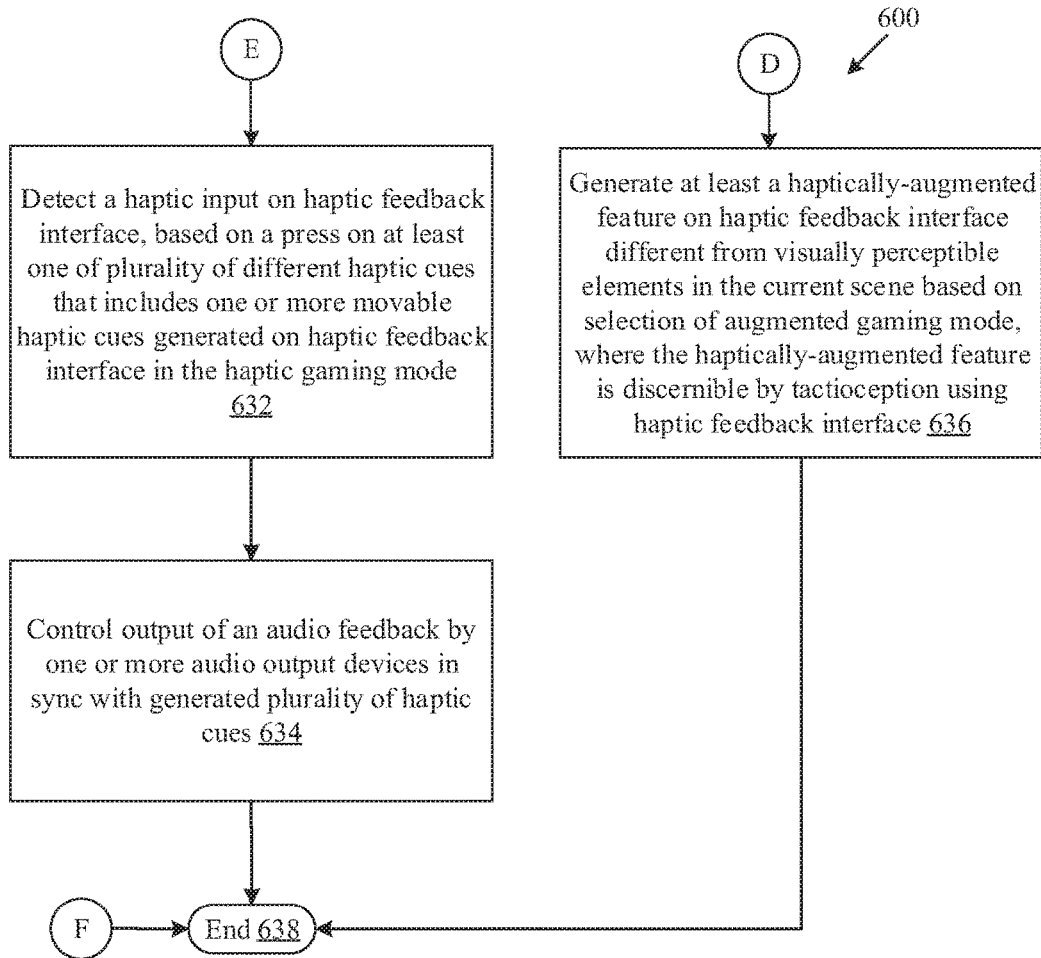 600
E
D
Detect a haptic input on haptic feedback
interface, based on a press on at least
one of plurality of different haptic cues
that includes one or more movable
haptic cues generated on haptic feedback
interface in the haptic gaming mode
632
Generate at least a haptically-augmented
feature on haptic feedback interface
different from visually perceptible
elements in the current scene based on
selection of augmented gaming mode,
where the haptically-augmented feature
is discernible by tactioception using
haptic feedback interface 636
Control output of an audio feedback by
one or more audio output devices in
sync with generated plurality of haptic
cues 634
F
End 638